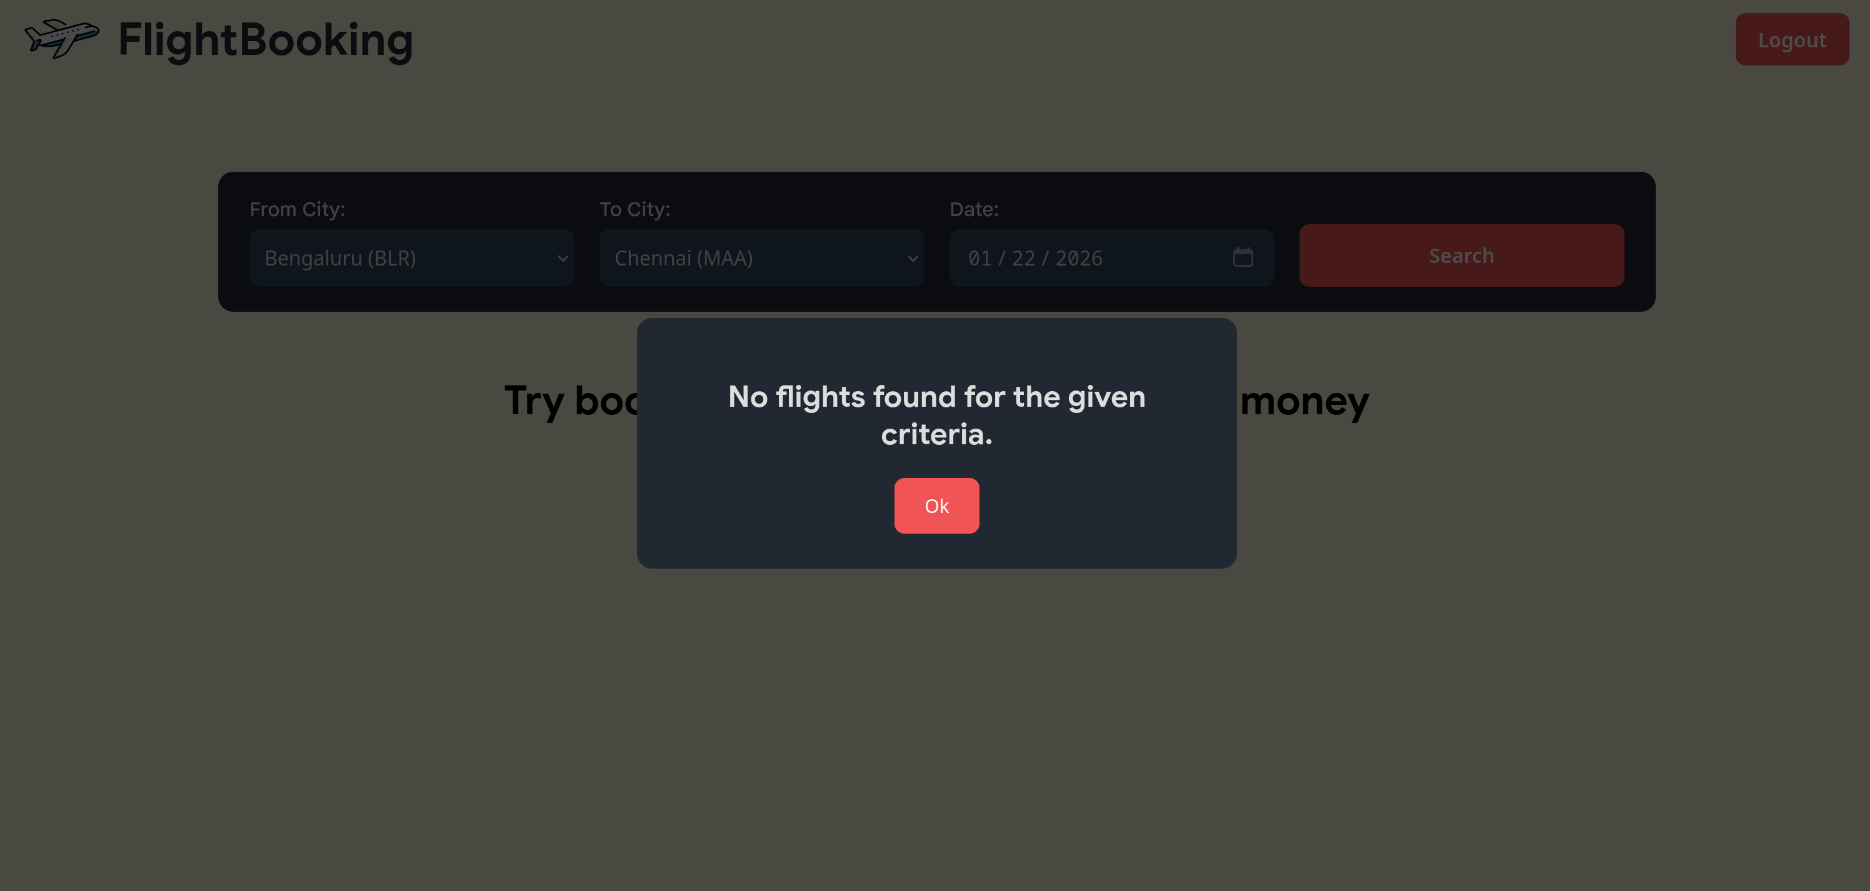 FlightBooking
Logout
From City:
To City:
Date:
Bengaluru (BLR)
Chennai (MAA)
01 / 22 / 2026
Search
Try
money
No flights found for the given
criteria.
Ok